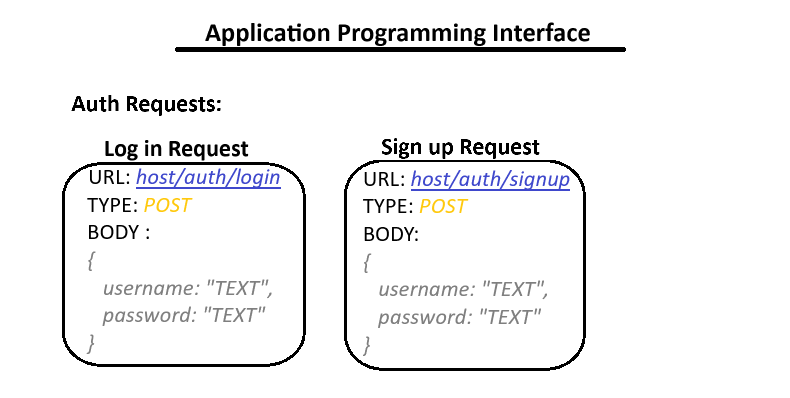 Application Programming Interface
Auth Requests:
Log in Request
URL: host/auth/login
TYPE: POST
BODY :
{
username: "TEXT",
password: "TEXT"
}
Sign up Request
URL: host/auth/signup
TYPE: POST
BODY:
{
username: "TEXT",
password: "TEXT"
}